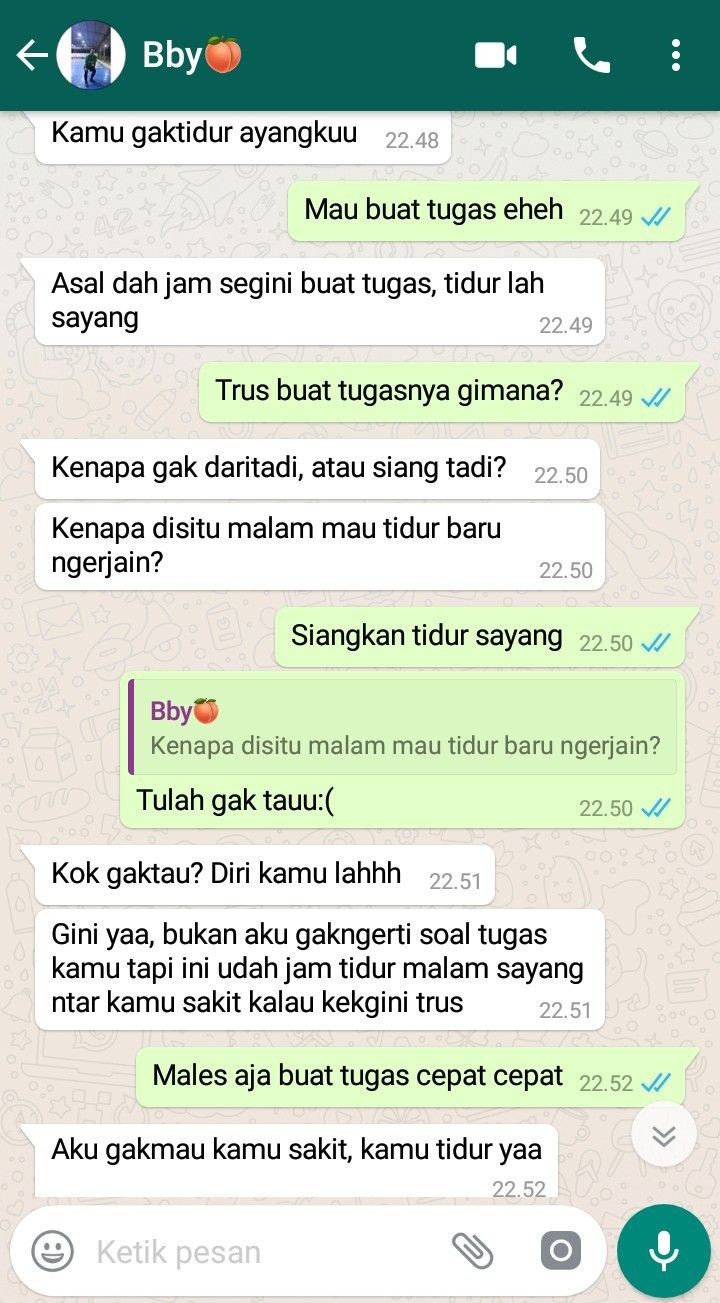 Bby🍑
Kamu gaktidur ayangkuu 22.48
Mau buat tugas eheh 22.49
Asal dah jam segini buat tugas, tidur lah
sayang 22.49
Trus buat tugasnya gimana? 22.49
Kenapa gak daritadi, atau siang tadi? 22.50
Kenapa disitu malam mau tidur baru
ngerjain? 22.50
Siangkan tidur sayang 22.50
Bby🍑
Kenapa disitu malam mau tidur baru ngerjain?
Tulah gak tauu:( 22.50
Kok gaktau? Diri kamu lahhh 22.51
Gini yaa, bukan aku gakngerti soal tugas
kamu tapi ini udah jam tidur malam sayang
ntar kamu sakit kalau kekgini trus 22.51
Males aja buat tugas cepat cepat 22.52
Aku gakmau kamu sakit, kamu tidur yaa
22.52
Ketik pesan